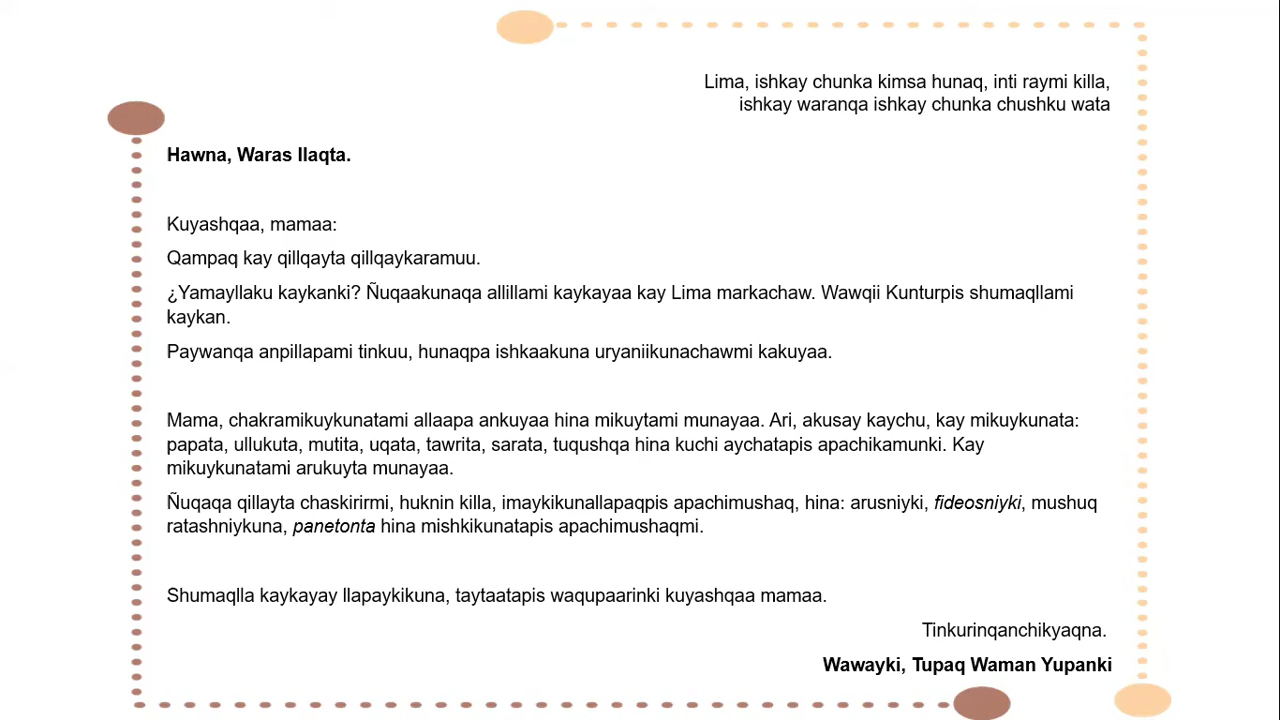 Lima, ishkay chunka kimsa hunaq, inti raymi killa,
ishkay waranqa ishkay chunka chushku wata
Hawna, Waras llaqta.
Kuyashqaa, mamaa:
Qampaq kay qillqayta qillqaykaramuu.
¿Yamayllaku kaykanki? Ñuqaakunaqa allillami kaykayaa kay Lima markachaw. Wawqii Kunturpis shumaqllami
kaykan.
Paywanqa anpillapami tinkuu, hunaqpa ishkaakuna uryaniikunachawmi kakuyaa.
Mama, chakramikuykunatami allaapa ankuyaa hina mikuytami munayaa. Ari, akusay kaychu, kay mikuykunata:
papata, ullukuta, mutita, uqata, tawrita, sarata, tuqushqa hina kuchi aychatapis apachikamunki. Kay
mikuykunatami arukuyta munayaa.
Ñuqaqa qillayta chaskirirmi, huknin killa, imaykikunallapaqpis apachimushaq, hina: arusniyki, fideosniyki, mushuq
ratashniykuna, panetonta hina mishkikunatapis apachimushaqmi.
Shumaqlla kaykayay llapaykikuna, taytaatapis waqupaarinki kuyashqaa mamaa.
Tinkurinqanchikyaqna.
Wawayki, Tupaq Waman Yupanki